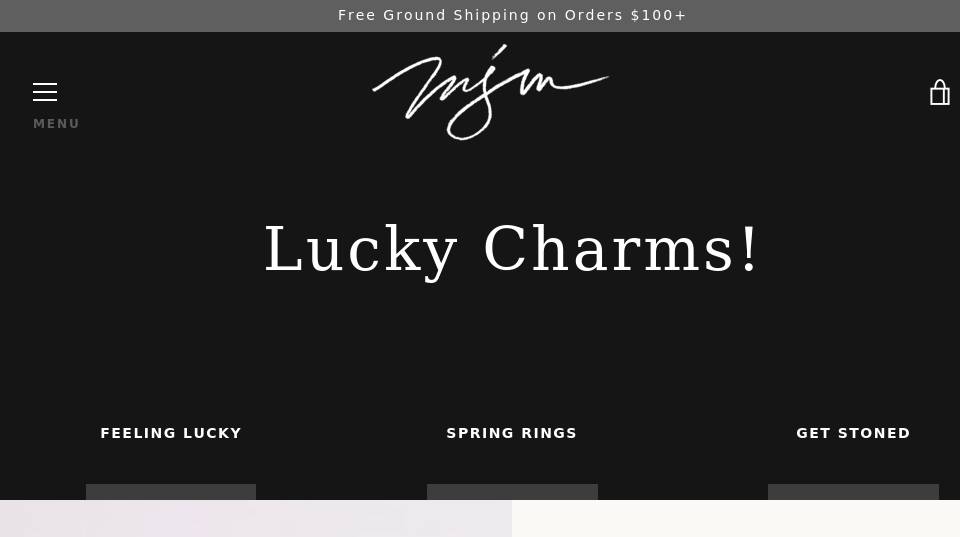 Free Ground Shipping on Orders $100+
mjm
MENU
Lucky Charms!
FEELING LUCKY
SPRING RINGS
GET STONED